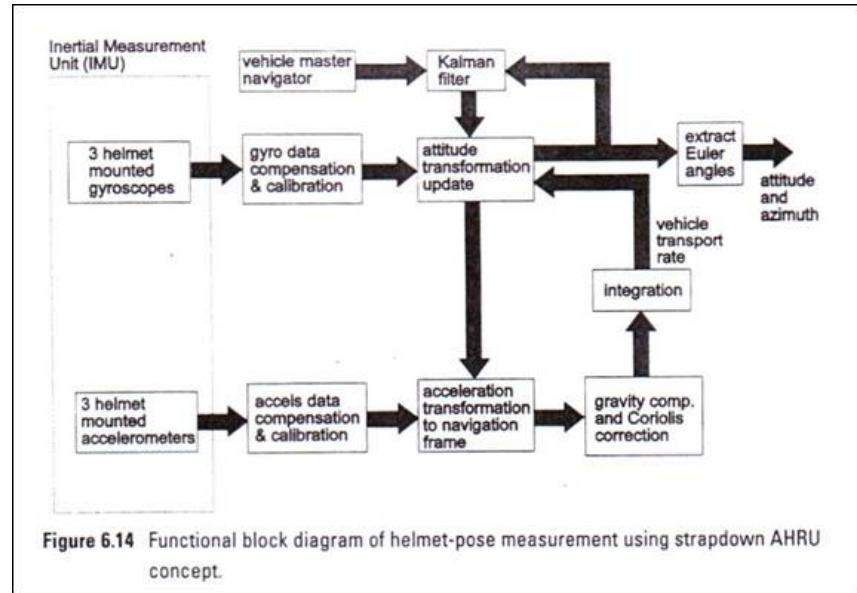 Inertial Measurement
Unit (IMU)
vehicle master
navigator
Kalman
filter
3 helmet
mounted
gyroscopes
gyro data
compensation
& calibration
attitude
transformation
update
extract
Euler
angles
attitude
and
azimuth
vehicle
transport
rate
integration
3 helmet
mounted
accelerometers
accels data
compensation
& calibration
acceleration
transformation
to navigation
frame
gravity comp.
and Coriolis
correction
Figure 6.14 Functional block diagram of helmet-pose measurement using strapdown AHRU
concept.